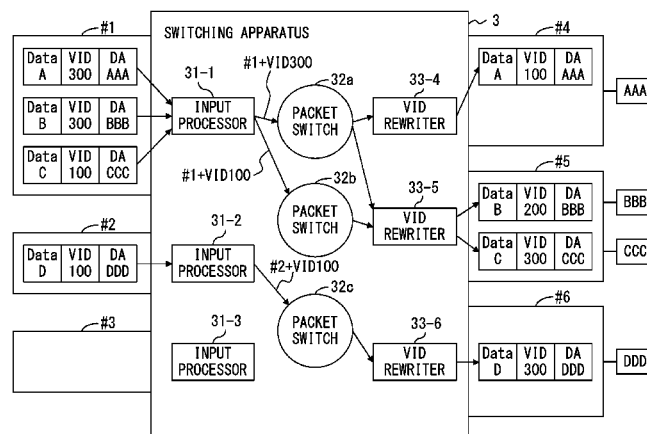 #1
3
#4
SWITCHING APPARATUS
Data A VID 300 DA AAA
Data B VID 300 DA BBB
Data C VID 100 DA CCC
31-1
INPUT PROCESSOR
#1+VID300
#1+VID100
32a
PACKET SWITCH
33-4
VID REWRITER
Data A VID 100 DA AAA
AAA
#2
Data D VID 100 DA DDD
31-2
INPUT PROCESSOR
#2+VID100
32b
PACKET SWITCH
33-5
VID REWRITER
#5
Data B VID 200 DA BBB
BBB
Data C VID 300 DA CCC
CCC
#3
31-3
INPUT PROCESSOR
32c
PACKET SWITCH
33-6
VID REWRITER
#6
Data D VID 300 DA DDD
DDD